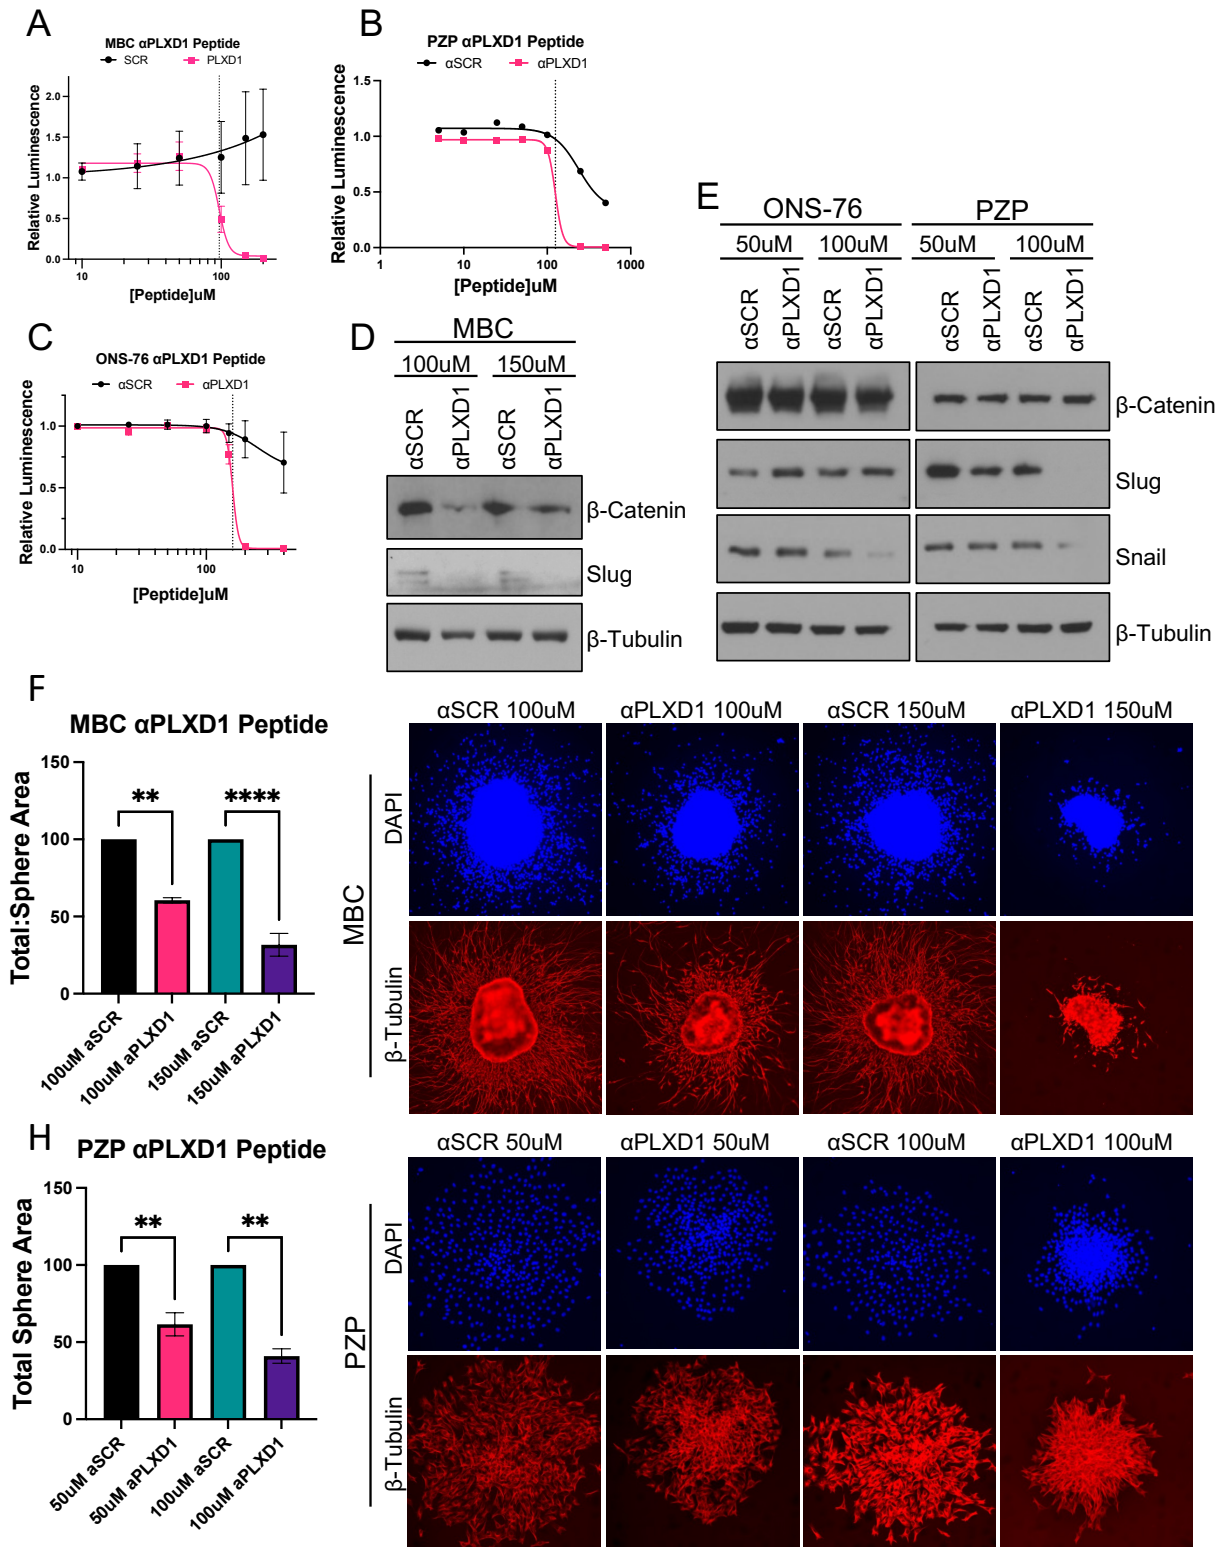 A
MBC αPLXD1 Peptide
SCR PLXD1
Relative Luminescence
2.0
1.5
1.0
0.5
0.0
10 100
[Peptide]uM
B
PZP αPLXD1 Peptide
αSCR αPLXD1
Relative Luminescence
1.5
1.0
0.5
0.0
1 10 100 1000
[Peptide]uM
C
ONS-76 αPLXD1 Peptide
αSCR αPLXD1
Relative Luminescence
1.0
0.5
0.0
10 100
[Peptide]uM
D
MBC
100uM 150uM
αSCR αPLXD1 αSCR αPLXD1
β-Catenin
Slug
β-Tubulin
E
ONS-76 PZP
50uM 100uM 50uM 100uM
αSCR αPLXD1 αSCR αPLXD1 αSCR αPLXD1 αSCR αPLXD1
β-Catenin
Slug
Snail
β-Tubulin
F
MBC αPLXD1 Peptide
Total:Sphere Area
150
100
50
0
** ****
100uM aSCR
100uM aPLXD1
150uM aSCR
150uM aPLXD1
αSCR 100uM αPLXD1 100uM αSCR 150uM αPLXD1 150uM
MBC
DAPI
β-Tubulin
H
PZP αPLXD1 Peptide
Total Sphere Area
150
100
50
0
** **
50uM aSCR
50uM aPLXD1
100uM aSCR
100uM aPLXD1
αSCR 50uM αPLXD1 50uM αSCR 100uM αPLXD1 100uM
PZP
DAPI
β-Tubulin